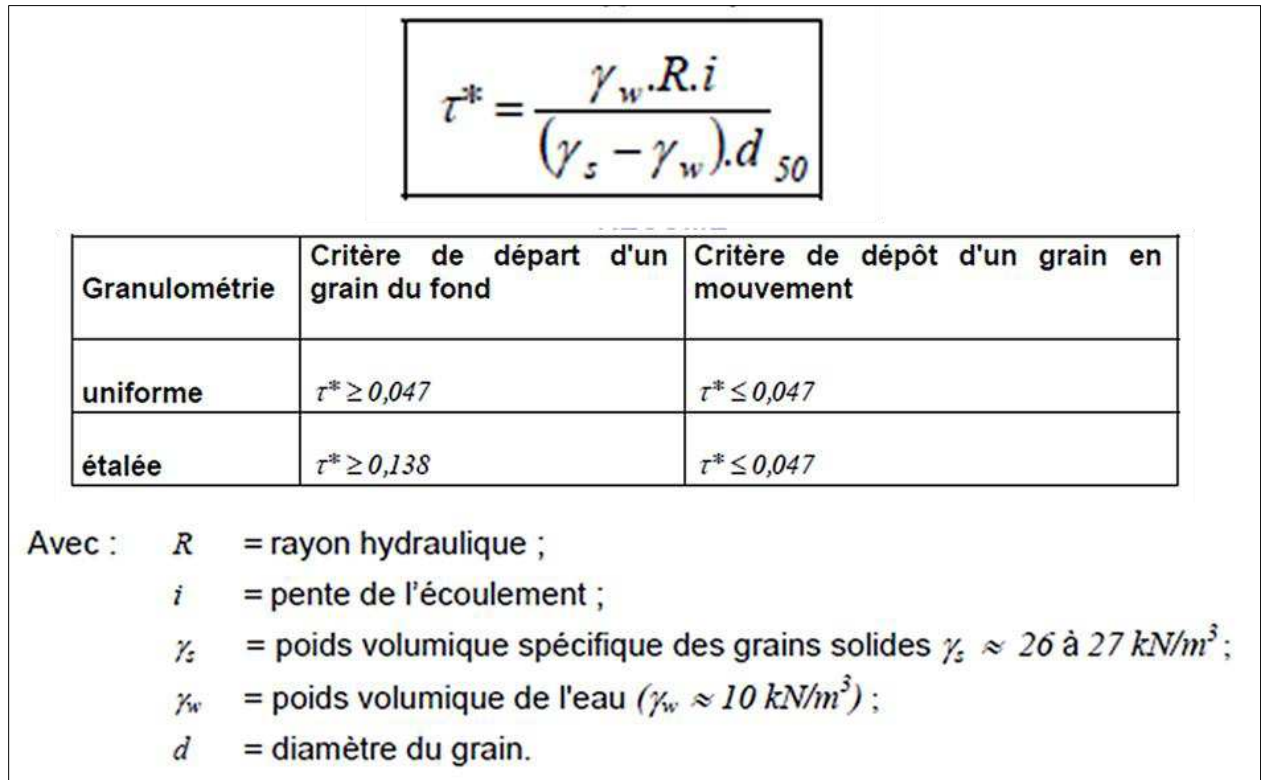 τ* = γw.R.i / (γs − γw).d 50
Granulométrie
Critère de départ d'un
grain du fond
Critère de dépôt d'un grain en
mouvement
uniforme
τ* ≥ 0,047
τ* ≤ 0,047
étalée
τ* ≥ 0,138
τ* ≤ 0,047
Avec : R = rayon hydraulique ;
i = pente de l'écoulement ;
γs = poids volumique spécifique des grains solides γs ≈ 26 à 27 kN/m³ ;
γw = poids volumique de l'eau (γw ≈ 10 kN/m³) ;
d = diamètre du grain.